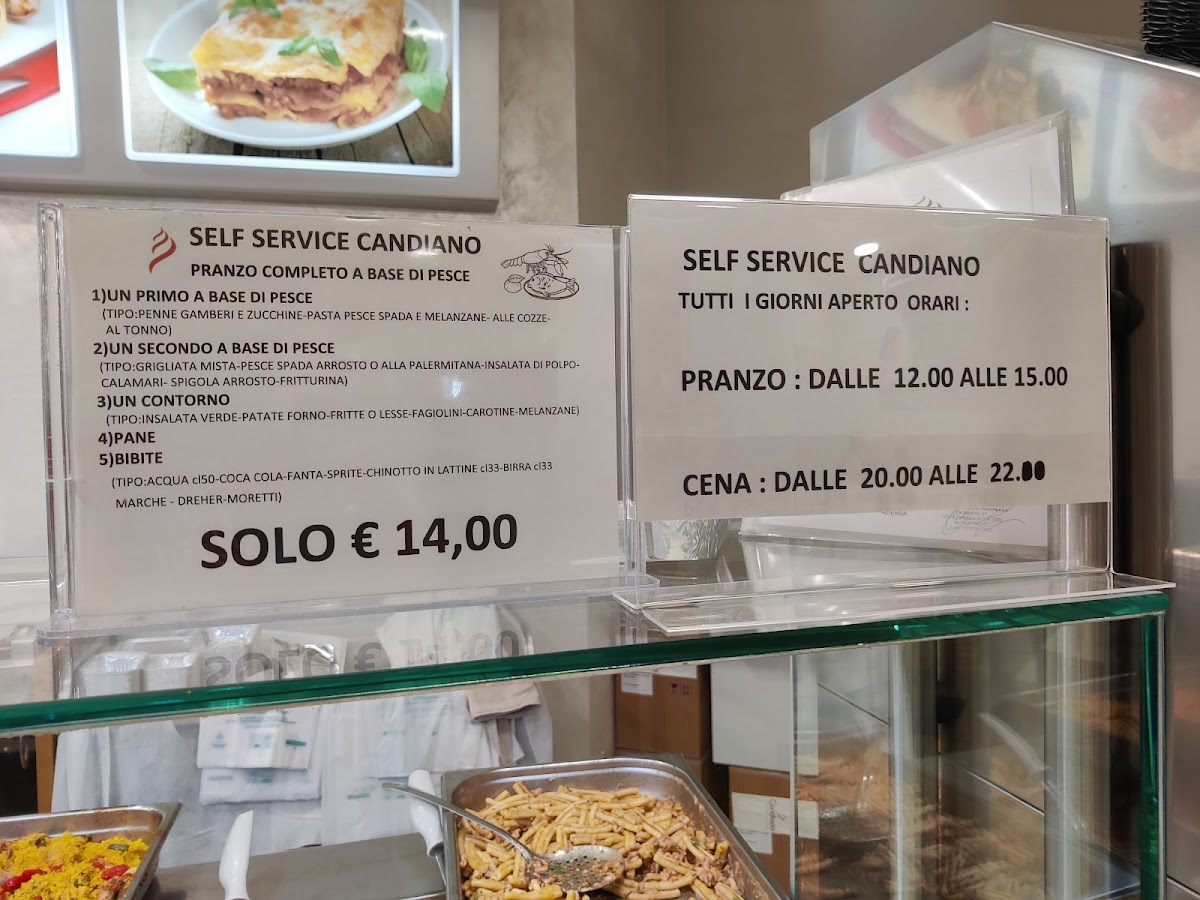 SELF SERVICE CANDIANO
PRANZO COMPLETO A BASE DI PESCE
1)UN PRIMO A BASE DI PESCE
(TIPO:PENNE GAMBERI E ZUCCHINE-PASTA PESCE SPADA E MELANZANE- ALLE COZZE-
AL TONNO)
2)UN SECONDO A BASE DI PESCE
(TIPO:GRIGLIATA MISTA-PESCE SPADA ARROSTO O ALLA PALERMITANA-INSALATA DI POLPO-
CALAMARI- SPIGOLA ARROSTO-FRITTURINA)
3)UN CONTORNO
(TIPO:INSALATA VERDE-PATATE FORNO-FRITTE O LESSE-FAGIOLINI-CAROTINE-MELANZANE)
4)PANE
5)BIBITE
(TIPO:ACQUA cl50-COCA COLA-FANTA-SPRITE-CHINOTTO IN LATTINE cl33-BIRRA cl33
MARCHE - DREHER-MORETTI)
SOLO € 14,00
SELF SERVICE CANDIANO
TUTTI I GIORNI APERTO ORARI :
PRANZO : DALLE 12.00 ALLE 15.00
CENA : DALLE 20.00 ALLE 22.00
AZIENDA